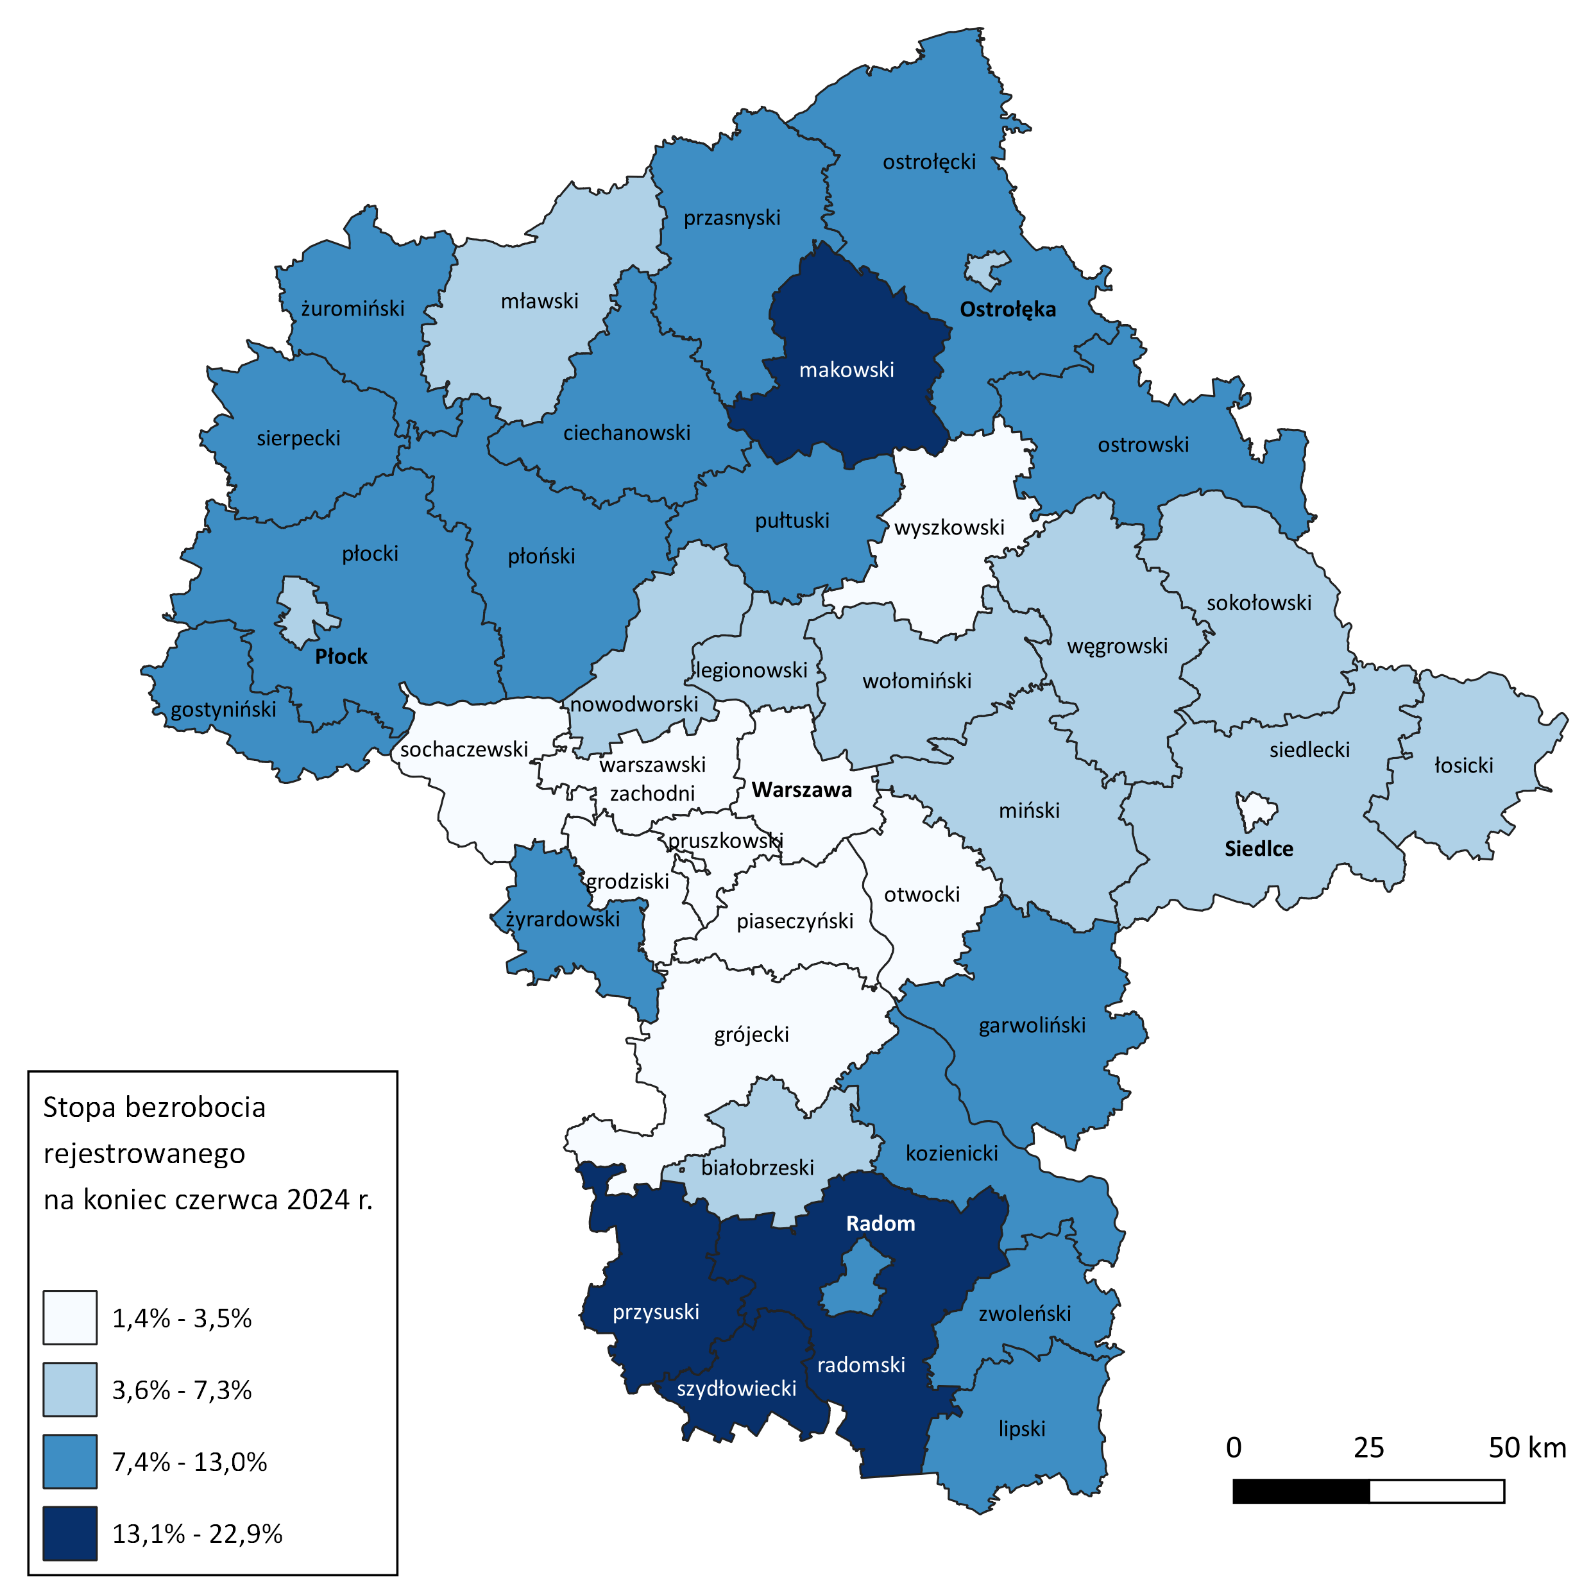 ostrołęcki
przasnyski
mławski
żuromiński
Ostrołęka
makowski
sierpecki
ciechanowski
ostrowski
pułtuski
wyszkowski
płocki
płoński
sokołowski
węgrowski
Płock
legionowski
wołomiński
nowodworski
gostyniński
sochaczewski
siedlecki
warszawski
zachodni
łosicki
Warszawa
miński
pruszkowski
Siedlce
grodziski
otwocki
żyrardowski
piaseczyński
garwoliński
grójecki
kozienicki
białobrzeski
Radom
przysuski
zwoleński
radomski
szydłowiecki
lipski
Stopa bezrobocia
rejestrowanego
na koniec czerwca 2024 r.
1,4% - 3,5%
3,6% - 7,3%
7,4% - 13,0%
13,1% - 22,9%
0 25 50 km